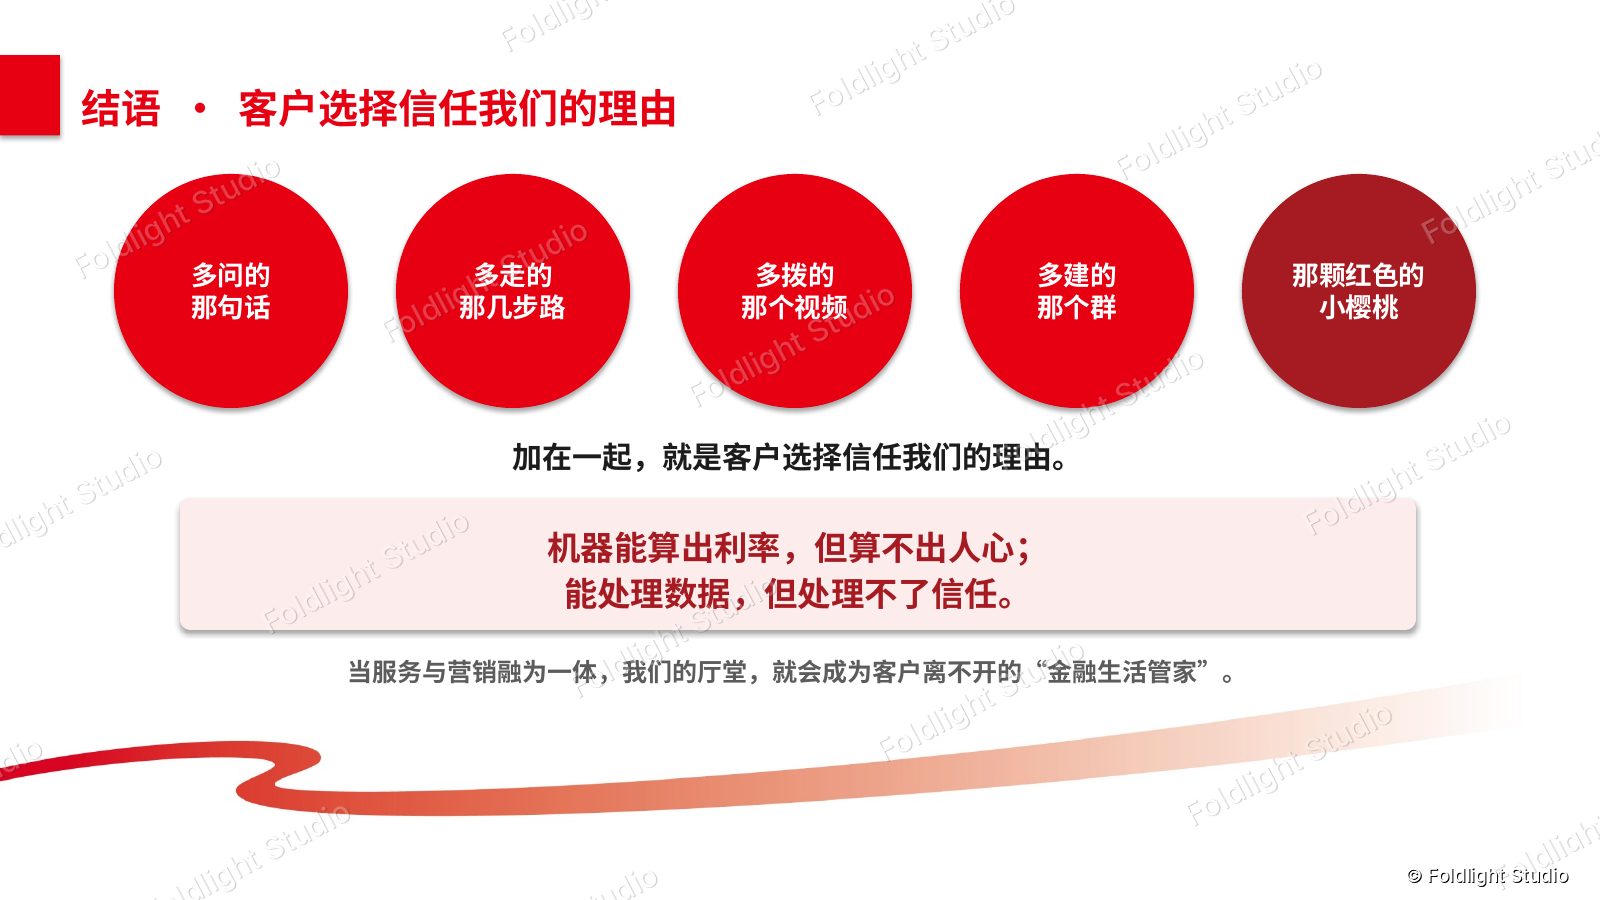 结语 · 客户选择信任我们的理由
多问的
那句话
多走的
那几步路
多拨的
那个视频
多建的
那个群
那颗红色的
小樱桃
加在一起，就是客户选择信任我们的理由。
机器能算出利率，但算不出人心；
能处理数据，但处理不了信任。
当服务与营销融为一体，我们的厅堂，就会成为客户离不开的“金融生活管家”。
© Foldlight Studio